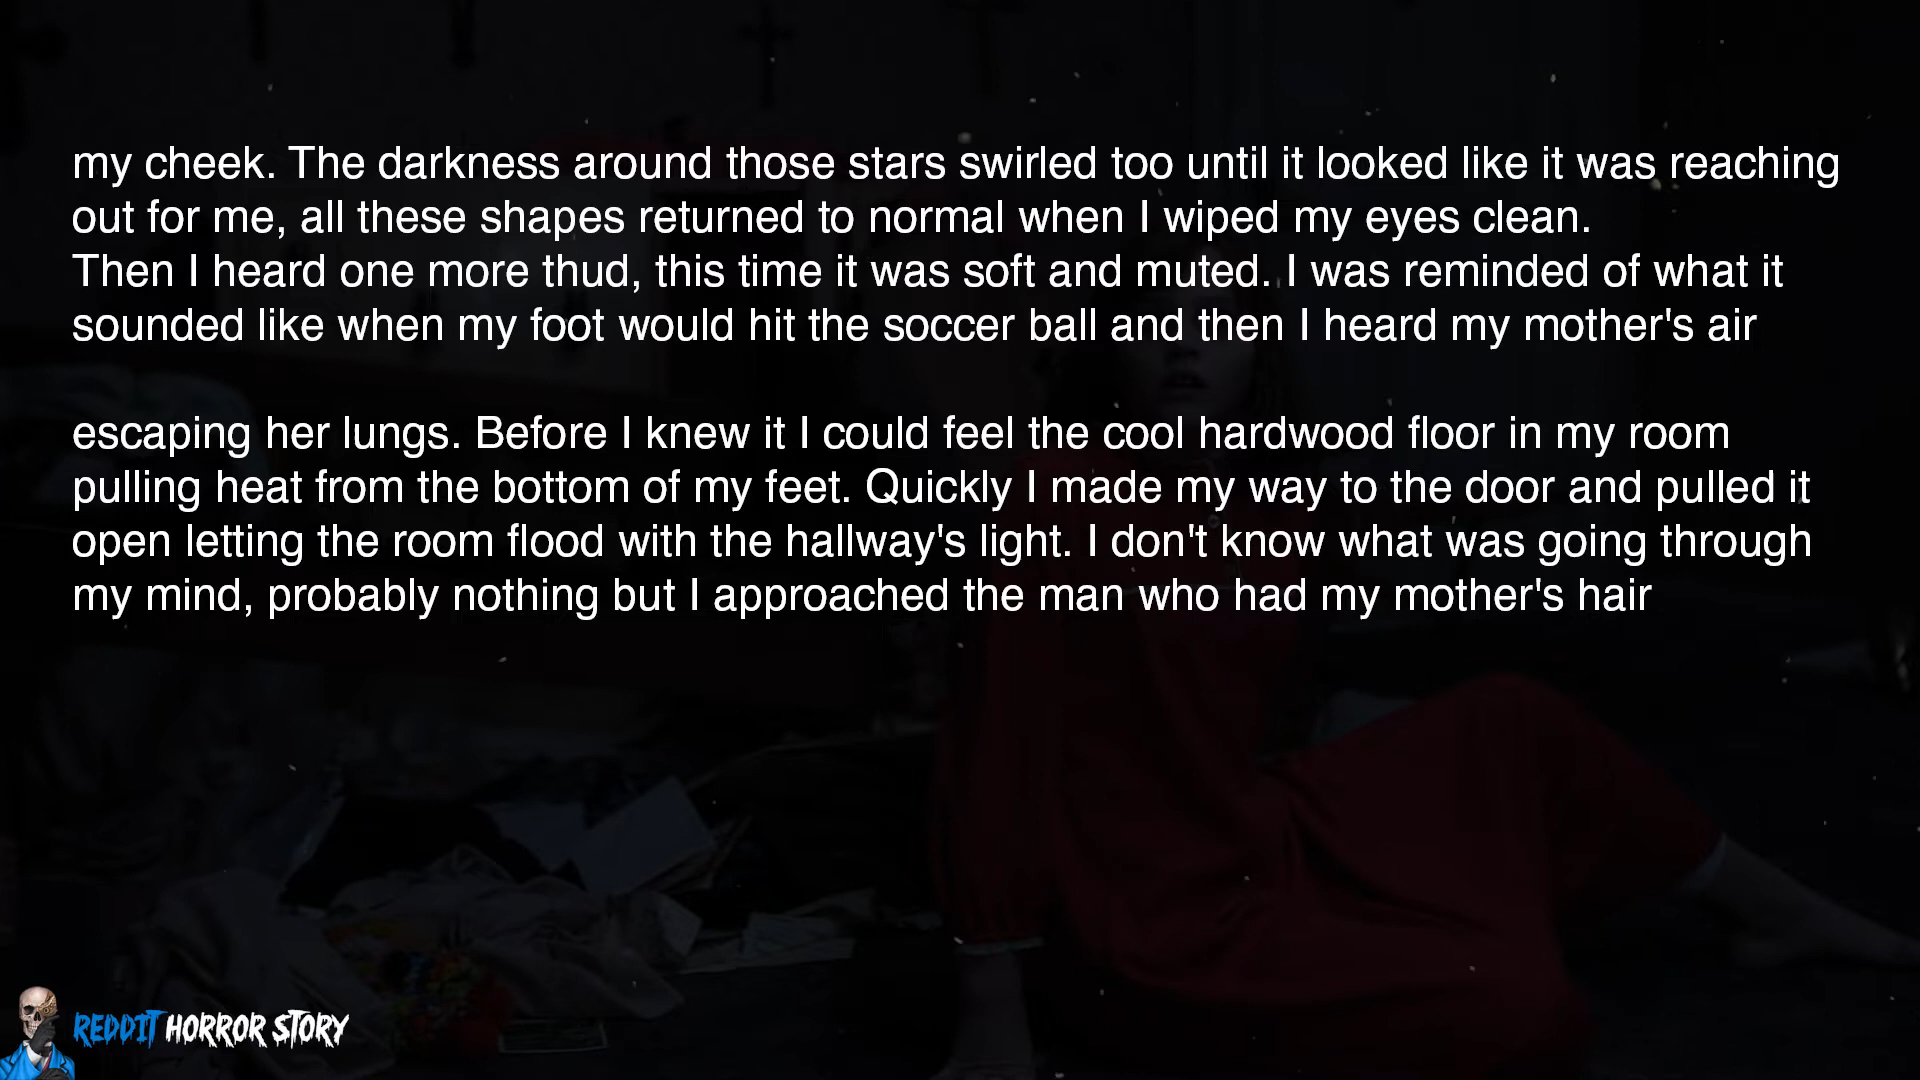 my cheek. The darkness around those stars swirled too until it looked like it was reaching
out for me, all these shapes returned to normal when I wiped my eyes clean.
Then I heard one more thud, this time it was soft and muted. I was reminded of what it
sounded like when my foot would hit the soccer ball and then I heard my mother's air
escaping her lungs. Before I knew it I could feel the cool hardwood floor in my room
pulling heat from the bottom of my feet. Quickly I made my way to the door and pulled it
open letting the room flood with the hallway's light. I don't know what was going through
my mind, probably nothing but I approached the man who had my mother's hair
REDDIT HORROR STORY